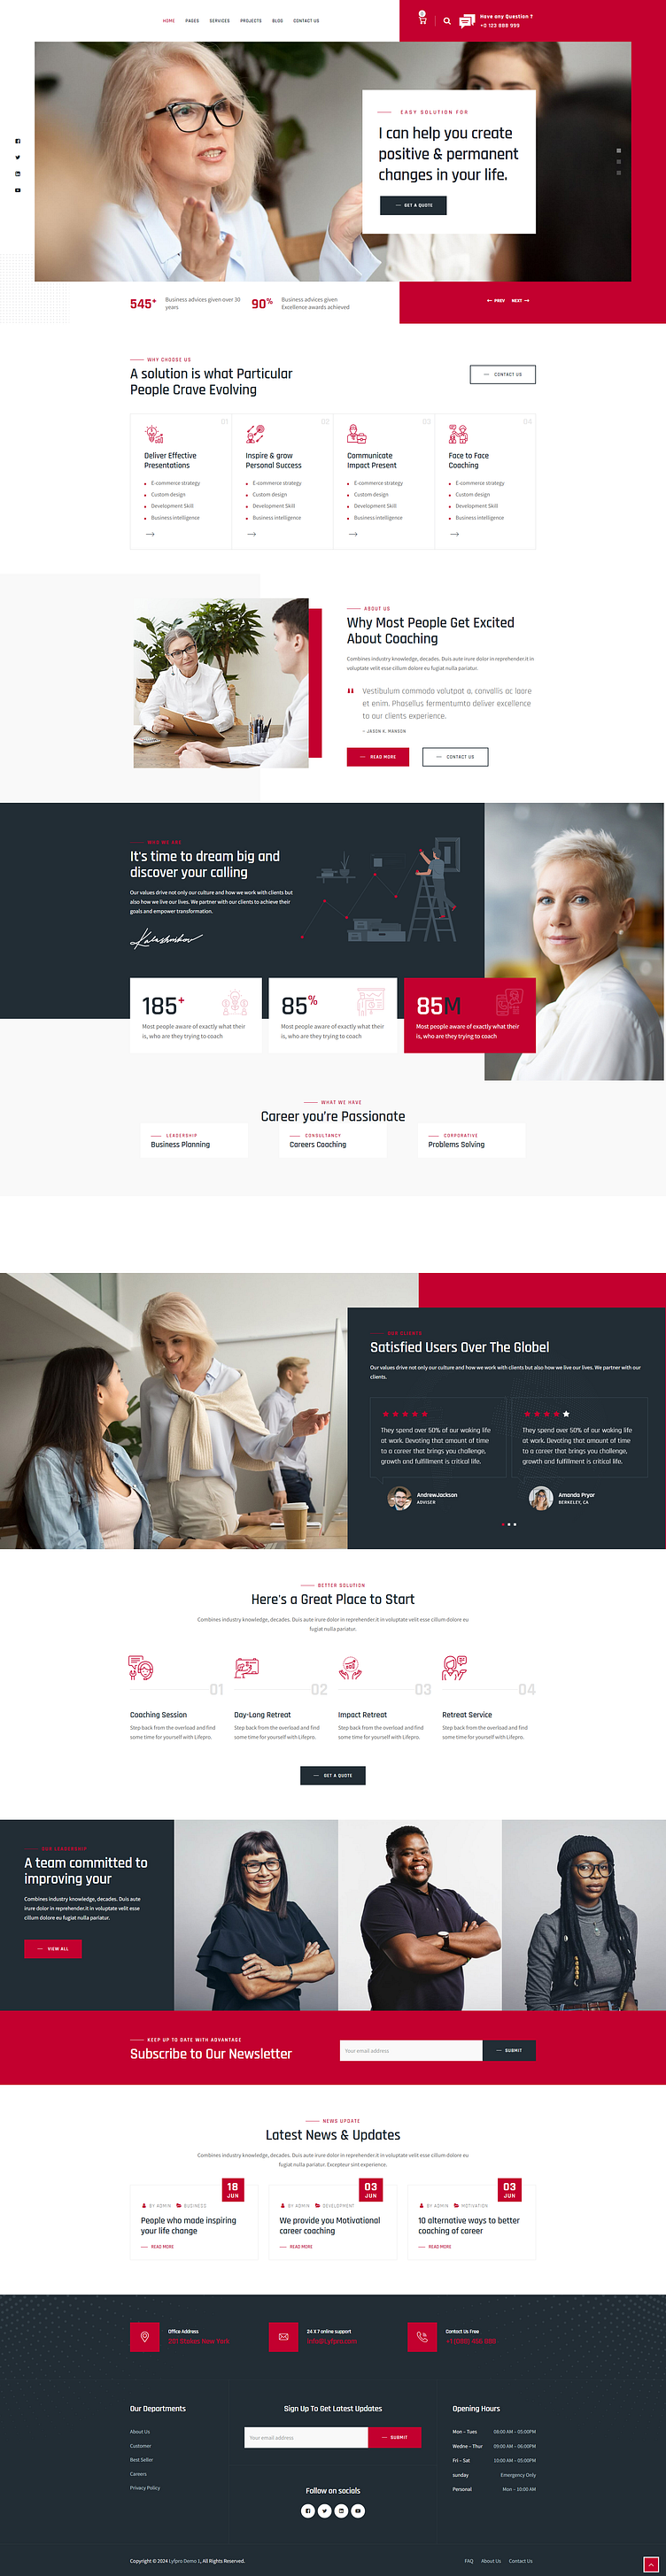 HOME PAGES SERVICES PROJECTS BLOG CONTACT US
0
Have any Question ?
+0 123 888 999
EASY SOLUTION FOR
I can help you create
positive & permanent
changes in your life.
GET A QUOTE
545+
Business advices given over 30
years
90%
Business advices given
Excellence awards achieved
PREV NEXT
WHY CHOOSE US
A solution is what Particular
People Crave Evolving
CONTACT US
01
Deliver Effective
Presentations
E-commerce strategy
Custom design
Development Skill
Business intelligence
02
Inspire & grow
Personal Success
E-commerce strategy
Custom design
Development Skill
Business intelligence
03
Communicate
Impact Present
E-commerce strategy
Custom design
Development Skill
Business intelligence
04
Face to Face
Coaching
E-commerce strategy
Custom design
Development Skill
Business intelligence
ABOUT US
Why Most People Get Excited
About Coaching
Combines industry knowledge, decades. Duis aute irure dolor in reprehenderit in
voluptate velit esse cillum dolore eu fugiat nulla pariatur.
Vestibulum commodo volutpat a, convallis ac laore
et enim. Phasellus fermentumto deliver excellence
to our clients experience.
– JASON K. MANSON
READ MORE
CONTACT US
WHO WE ARE
It's time to dream big and
discover your calling
Our values drive not only our culture and how we work with clients but
also how we live our lives. We partner with our clients to achieve their
goals and empower transformation.
185+
Most people aware of exactly what their
is, who are they trying to coach
85%
Most people aware of exactly what their
is, who are they trying to coach
85M
Most people aware of exactly what their
is, who are they trying to coach
WHAT WE HAVE
Career you're Passionate
LEADERSHIP
Business Planning
CONSULTANCY
Careers Coaching
CORPORATIVE
Problems Solving
OUR CLIENTS
Satisfied Users Over The Globel
Our values drive not only our culture and how we work with clients but also how we live our lives. We partner with our
clients.
They spend over 50% of our waking life
at work. Devoting that amount of time
to a career that brings you challenge,
growth and fulfillment is critical life.
AndrewJackson
ADVISER
They spend over 50% of our waking life
at work. Devoting that amount of time
to a career that brings you challenge,
growth and fulfillment is critical life.
Amanda Pryor
BERKELEY, CA
BETTER SOLUTION
Here's a Great Place to Start
Combines industry knowledge, decades. Duis aute irure dolor in reprehenderit in voluptate velit esse cillum dolore eu
fugiat nulla pariatur.
01
Coaching Session
Step back from the overload and find
some time for yourself with Lifepro.
02
Day-Long Retreat
Step back from the overload and find
some time for yourself with Lifepro.
03
Impact Retreat
Step back from the overload and find
some time for yourself with Lifepro.
04
Retreat Service
Step back from the overload and find
some time for yourself with Lifepro.
GET A QUOTE
OUR LEADERSHIP
A team committed to
improving your
Combines industry knowledge, decades. Duis aute
irure dolor in reprehenderit in voluptate velit esse
cillum dolore eu fugiat nulla pariatur.
VIEW ALL
KEEP UP TO DATE WITH ADVANTAGE
Subscribe to Our Newsletter
Your email address
SUBMIT
NEWS UPDATE
Latest News & Updates
Combines industry knowledge, decades. Duis aute irure dolor in reprehenderit in voluptate velit esse cillum dolore eu
fugiat nulla pariatur. Excepteur sint experience.
18
JUN
BY ADMIN BUSINESS
People who made inspiring
your life change
READ MORE
03
JUN
BY ADMIN DEVELOPMENT
We provide you Motivational
career coaching
READ MORE
03
JUN
BY ADMIN MOTIVATION
10 alternative ways to better
coaching of career
READ MORE
Office Address
24 X 7 online support
Contact Us Free
Our Departments
About Us
Customer
Best Seller
Careers
Privacy Policy
Sign Up To Get Latest Updates
Your email address
SUBMIT
Follow on socials
Opening Hours
Mon – Tues 08:00 AM – 05:00PM
Wedne – Thur 09:00 AM – 06:00PM
Fri – Sat 10:00 AM – 05:00PM
sunday Emergency Only
Personal Mon – 10:00 AM
Copyright © 2024 Lyfpro Demo 1, All Rights Reserved.
FAQ About Us Contact Us